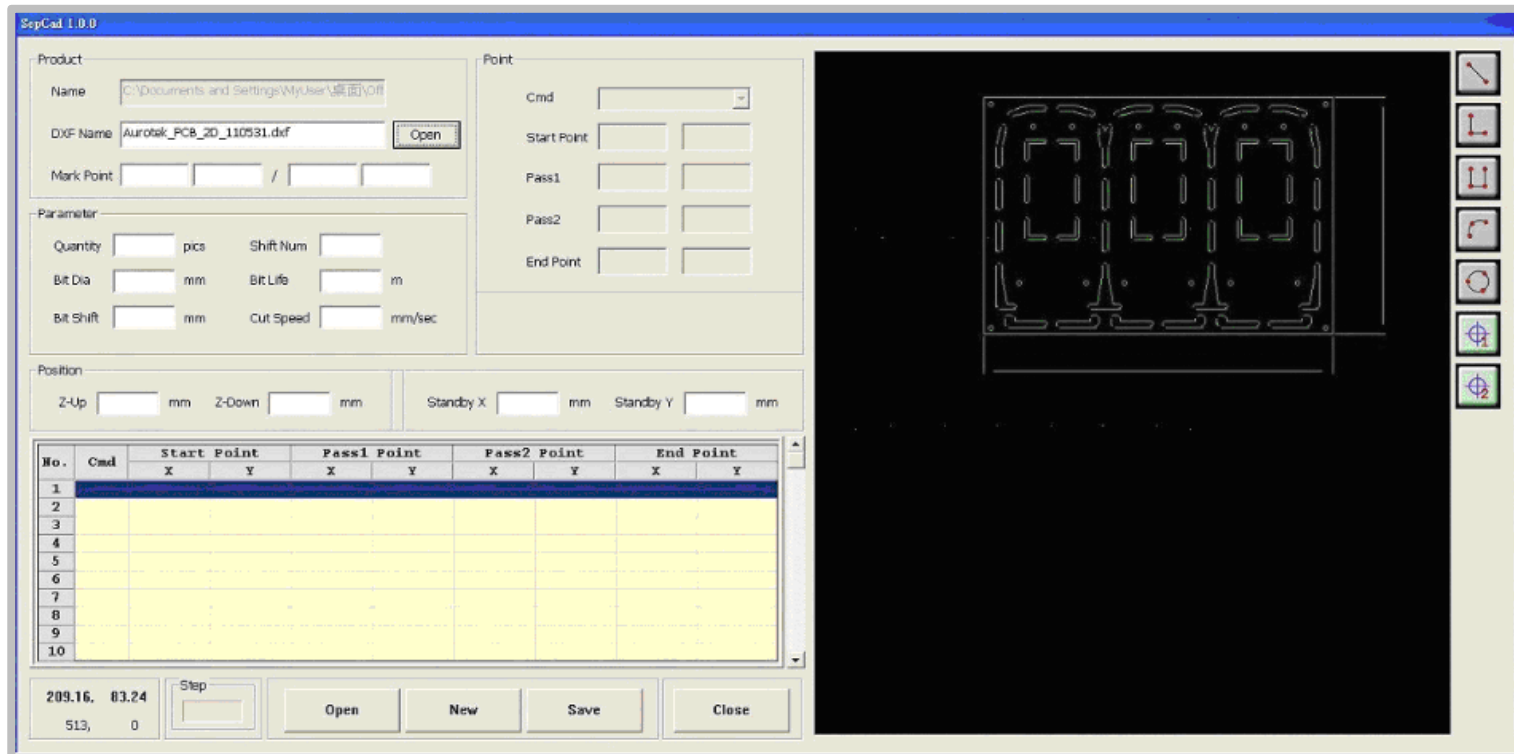 SepCad 1.0.0
Product
Name C:\Documents and Settings\MyUser\桌面\Off
DXF Name Aurotek_PCB_2D_110531.dxf Open
Mark Point /
Parameter
Quantity pics Shift Num
Bit Dia mm Bit Life m
Bit Shift mm Cut Speed mm/sec
Point
Cmd
Start Point
Pass1
Pass2
End Point
Position
Z-Up mm Z-Down mm Standby X mm Standby Y mm
No. Cmd Start Point Pass1 Point Pass2 Point End Point
X Y X Y X Y X Y
1
2
3
4
5
6
7
8
9
10
209.16, 83.24
513, 0
Step
Open New Save Close
1
2